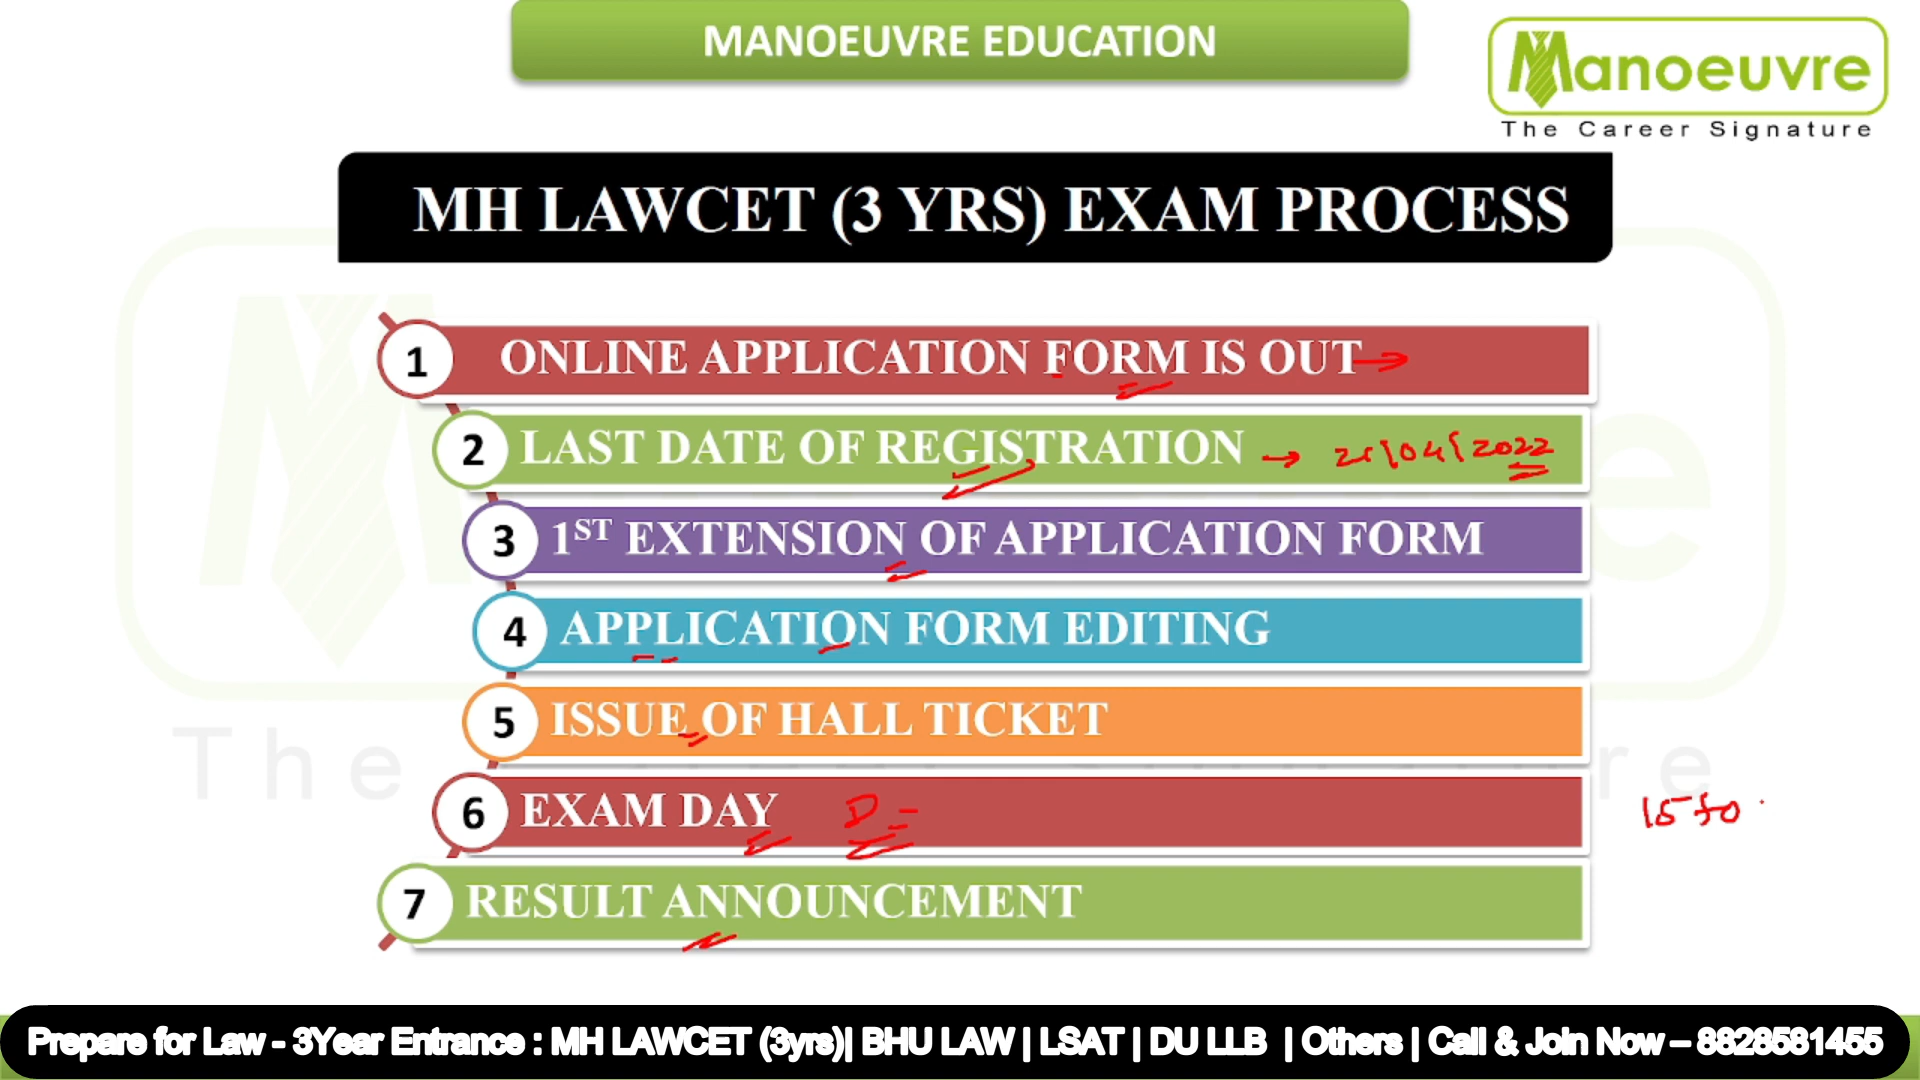 MANOEUVRE EDUCATION
Manoeuvre
The Career Signature
MH LAWCET (3 YRS) EXAM PROCESS
1 ONLINE APPLICATION FORM IS OUT →
2 LAST DATE OF REGISTRATION → /04/2022
3 1ST EXTENSION OF APPLICATION FORM
4 APPLICATION FORM EDITING
5 ISSUE OF HALL TICKET
6 EXAM DAY D -
7 RESULT ANNOUNCEMENT
Prepare for Law - 3Year Entrance : MH LAWCET (3yrs)| BHU LAW | LSAT | DU LLB | Others | Call & Join Now – 8828581455